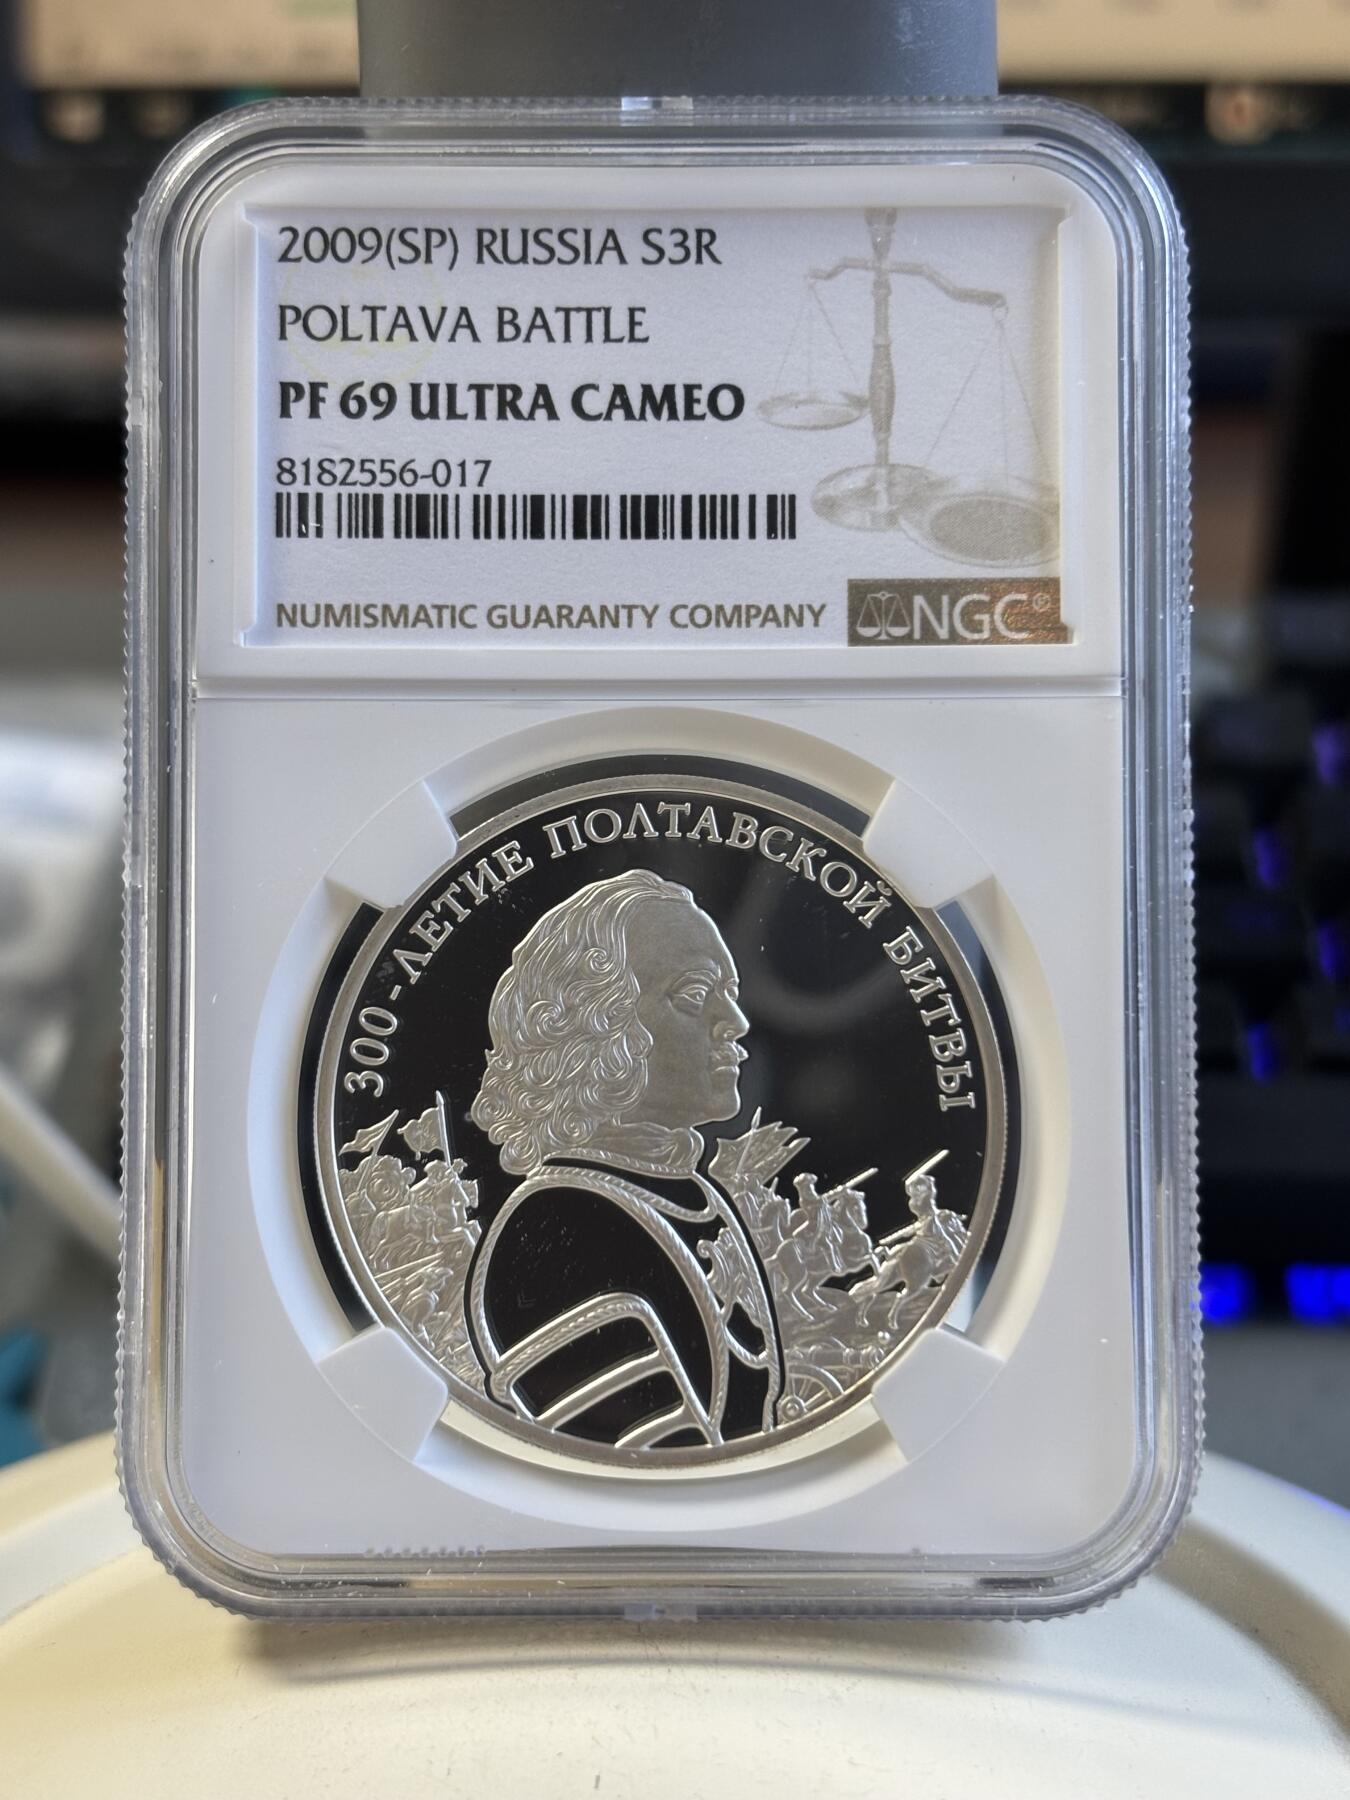 2009(SP) RUSSIA S3R
POLTAVA BATTLE
PF 69 ULTRA CAMEO
8182556-017
NUMISMATIC GUARANTY COMPANY
NGC®
300-ЛЕТИЕ ПОЛТАВСКОЙ БИТВЫ